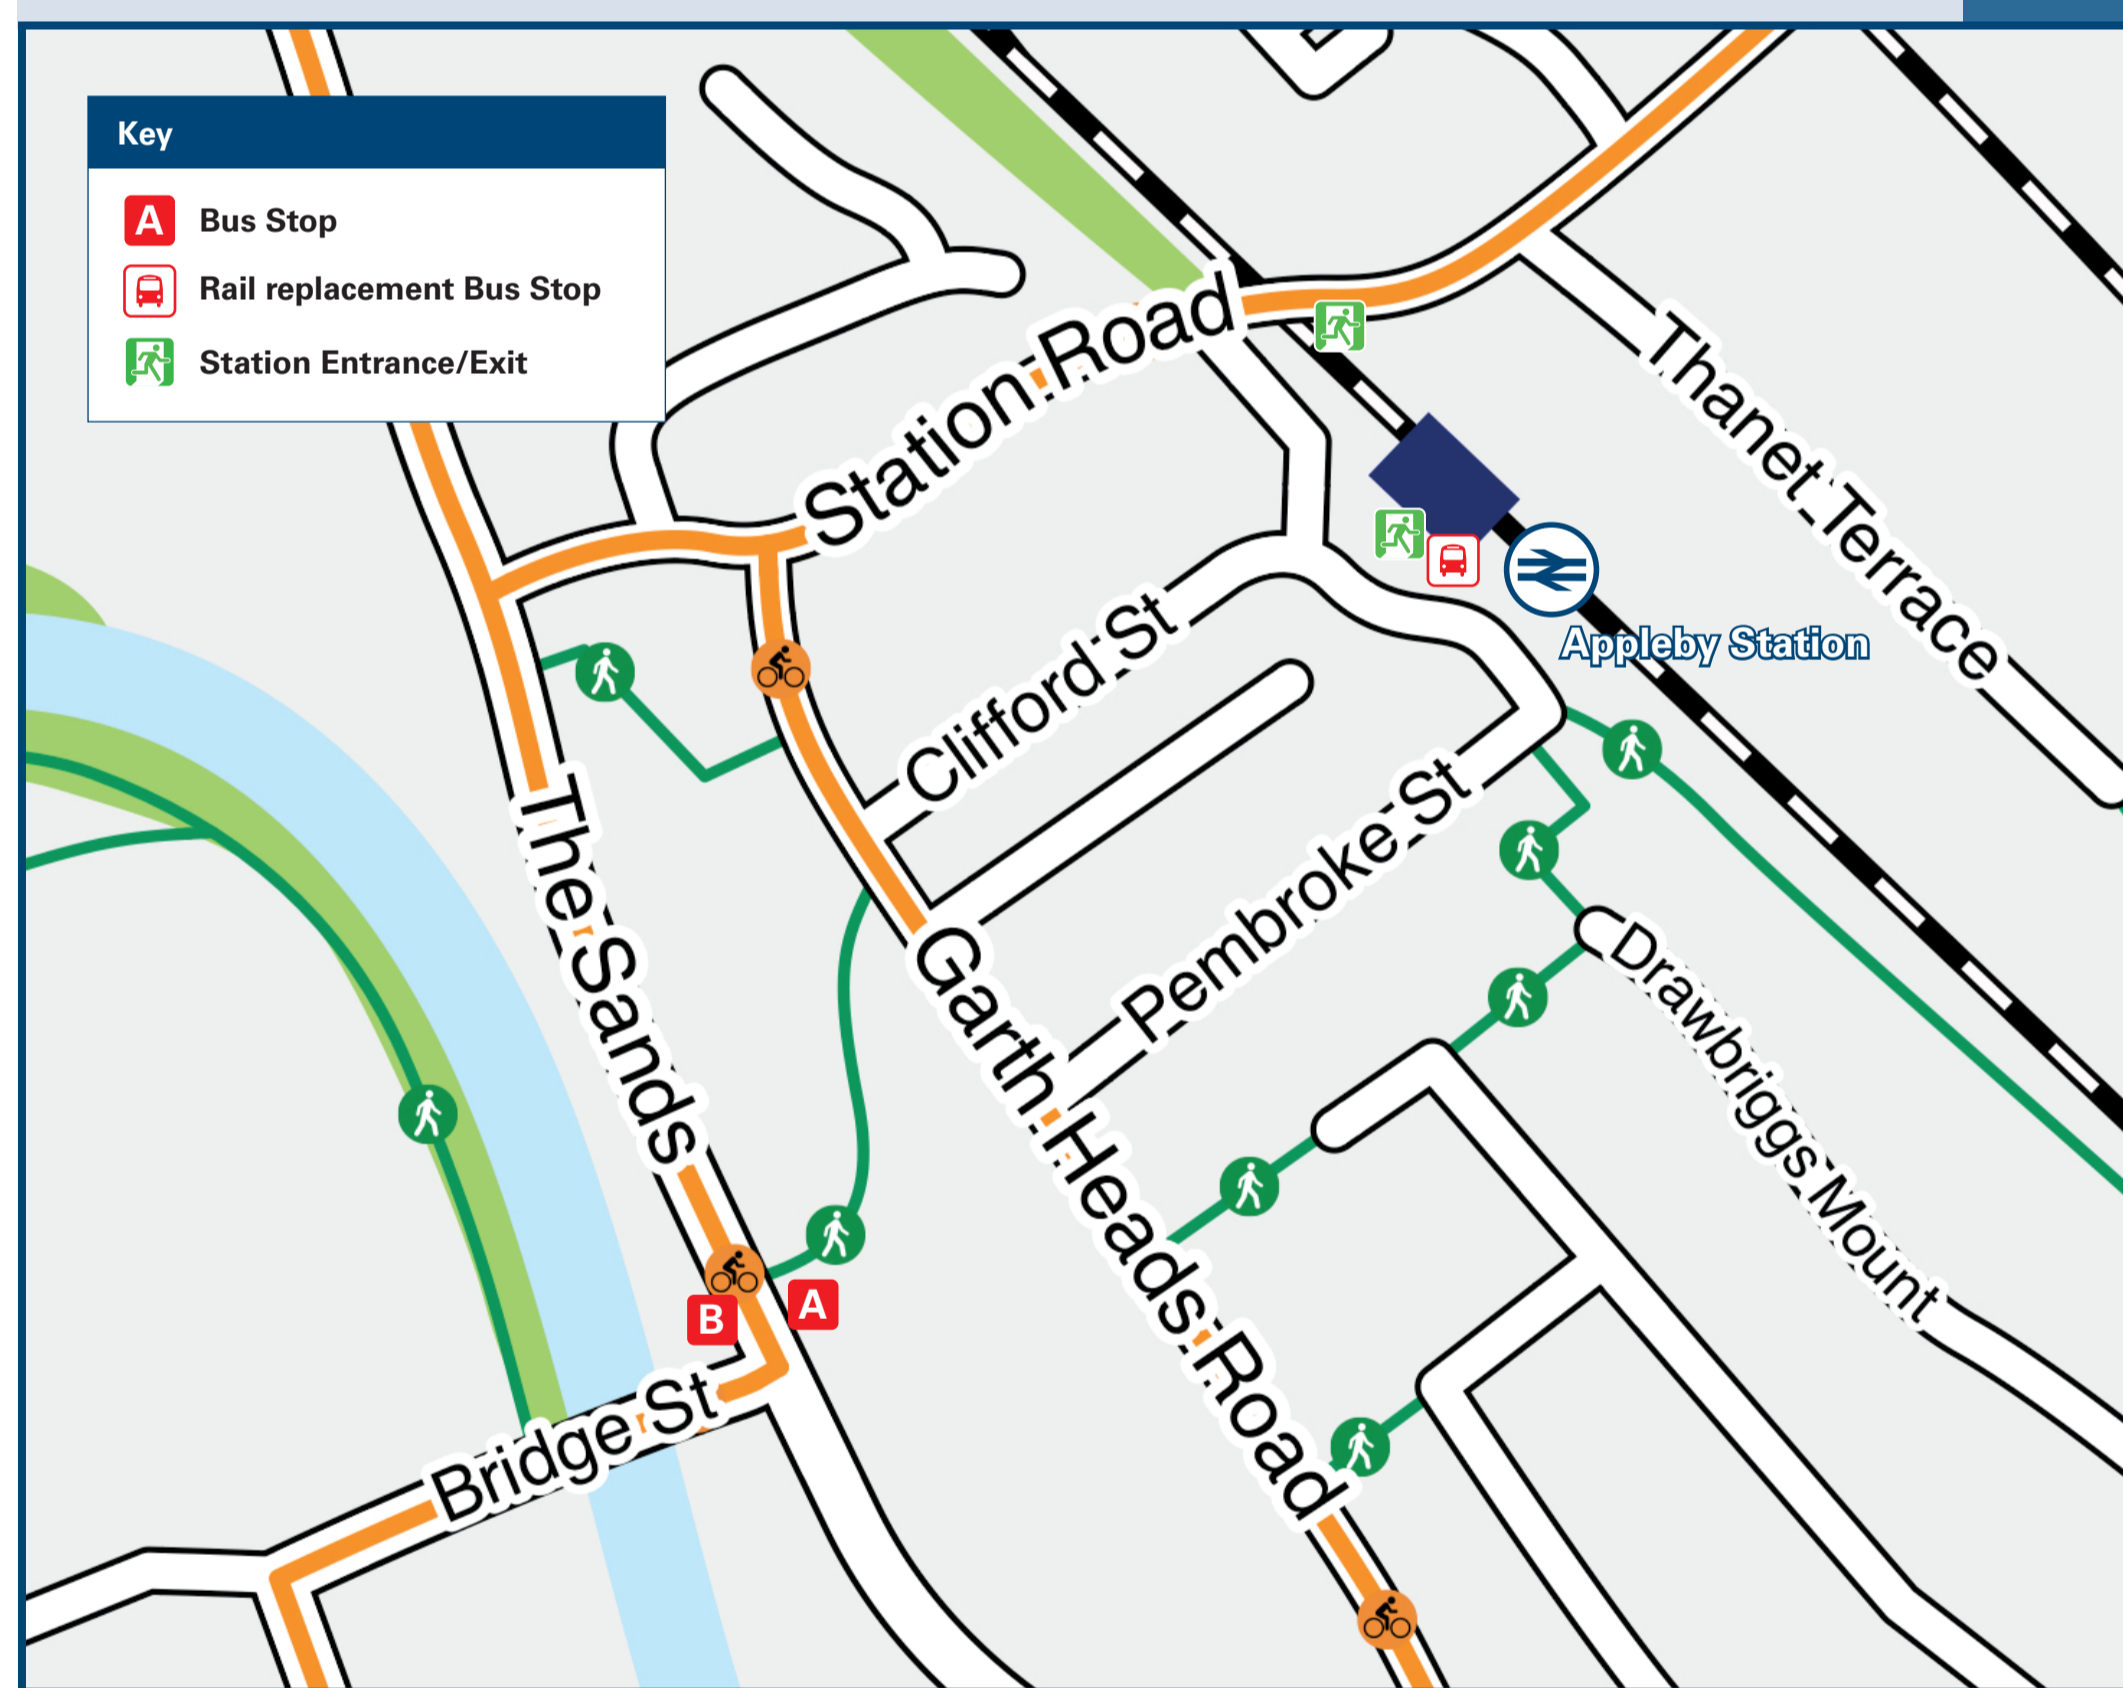 Key
A
Bus Stop
Rail replacement Bus Stop
Station Entrance/Exit
Station Road
Thanet Terrace
Appleby Station
Clifford St
Pembroke St
The Sands
Garth Heads Road
Drawbriggs Mount
B
A
Bridge St